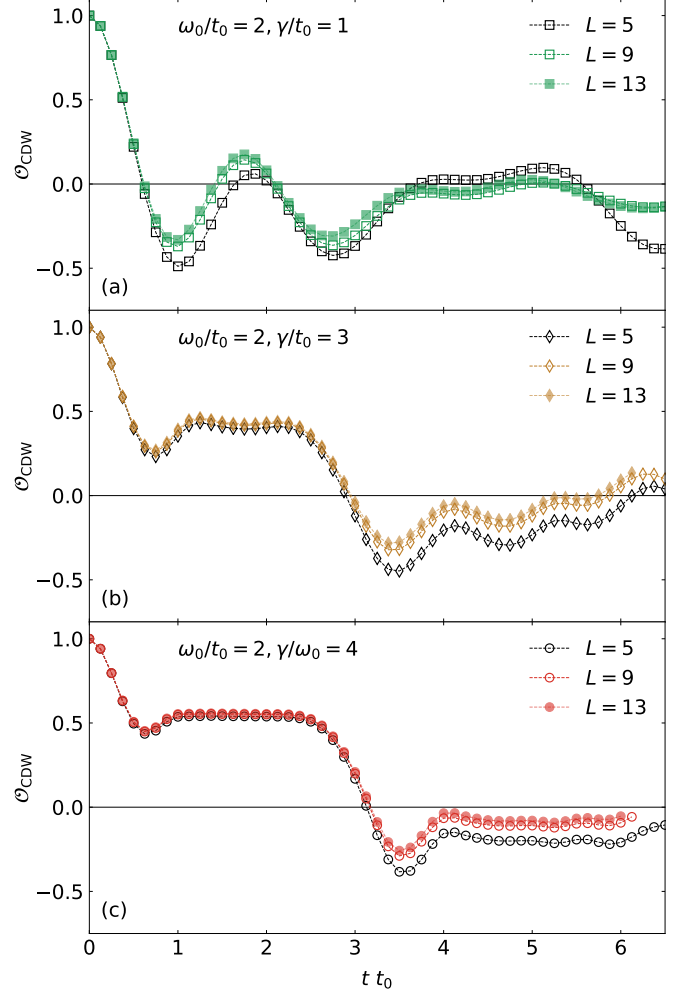 1.0
0.5
0.0
−0.5
𝒪CDW
ω₀/t₀ = 2, γ/t₀ = 1
L = 5
L = 9
L = 13
(a)
1.0
0.5
0.0
−0.5
𝒪CDW
ω₀/t₀ = 2, γ/t₀ = 3
L = 5
L = 9
L = 13
(b)
1.0
0.5
0.0
−0.5
𝒪CDW
ω₀/t₀ = 2, γ/ω₀ = 4
L = 5
L = 9
L = 13
(c)
0 1 2 3 4 5 6
t t₀